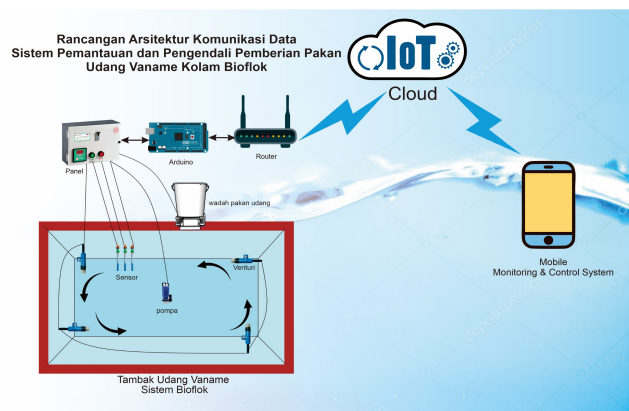 Rancangan Arsitektur Komunikasi Data
Sistem Pemantauan dan Pengendali Pemberian Pakan
Udang Vaname Kolam Bioflok
IoT
Cloud
Panel
Arduino
Router
wadah pakan udang
Sensor
Venturi
pompa
Mobile
Monitoring & Control System
Tambak Udang Vaname
Sistem Bioflok